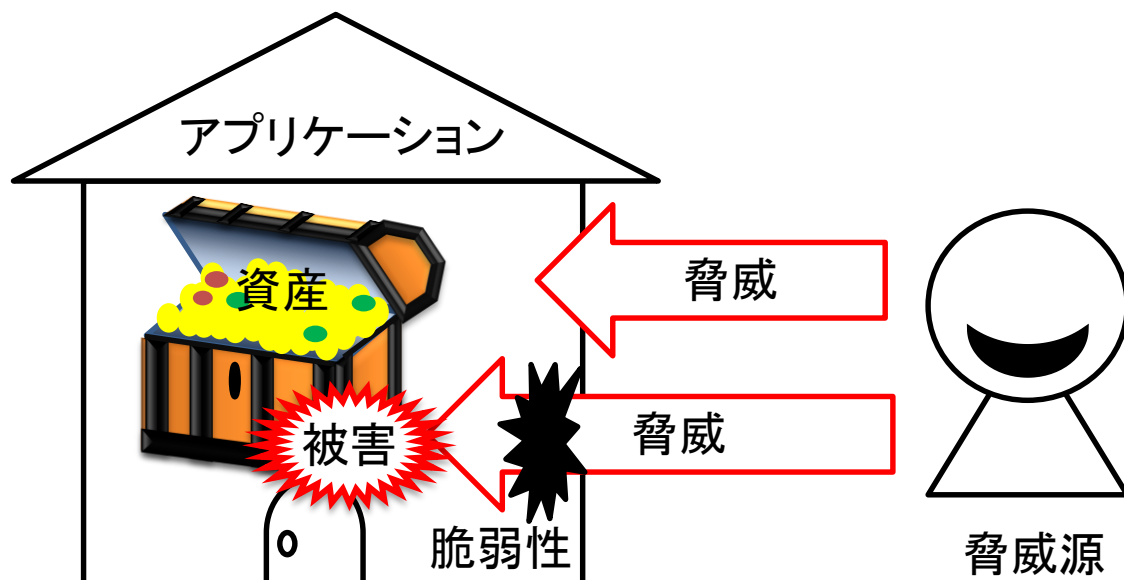 アプリケーション
資産
脅威
被害
脅威
脆弱性
脅威源